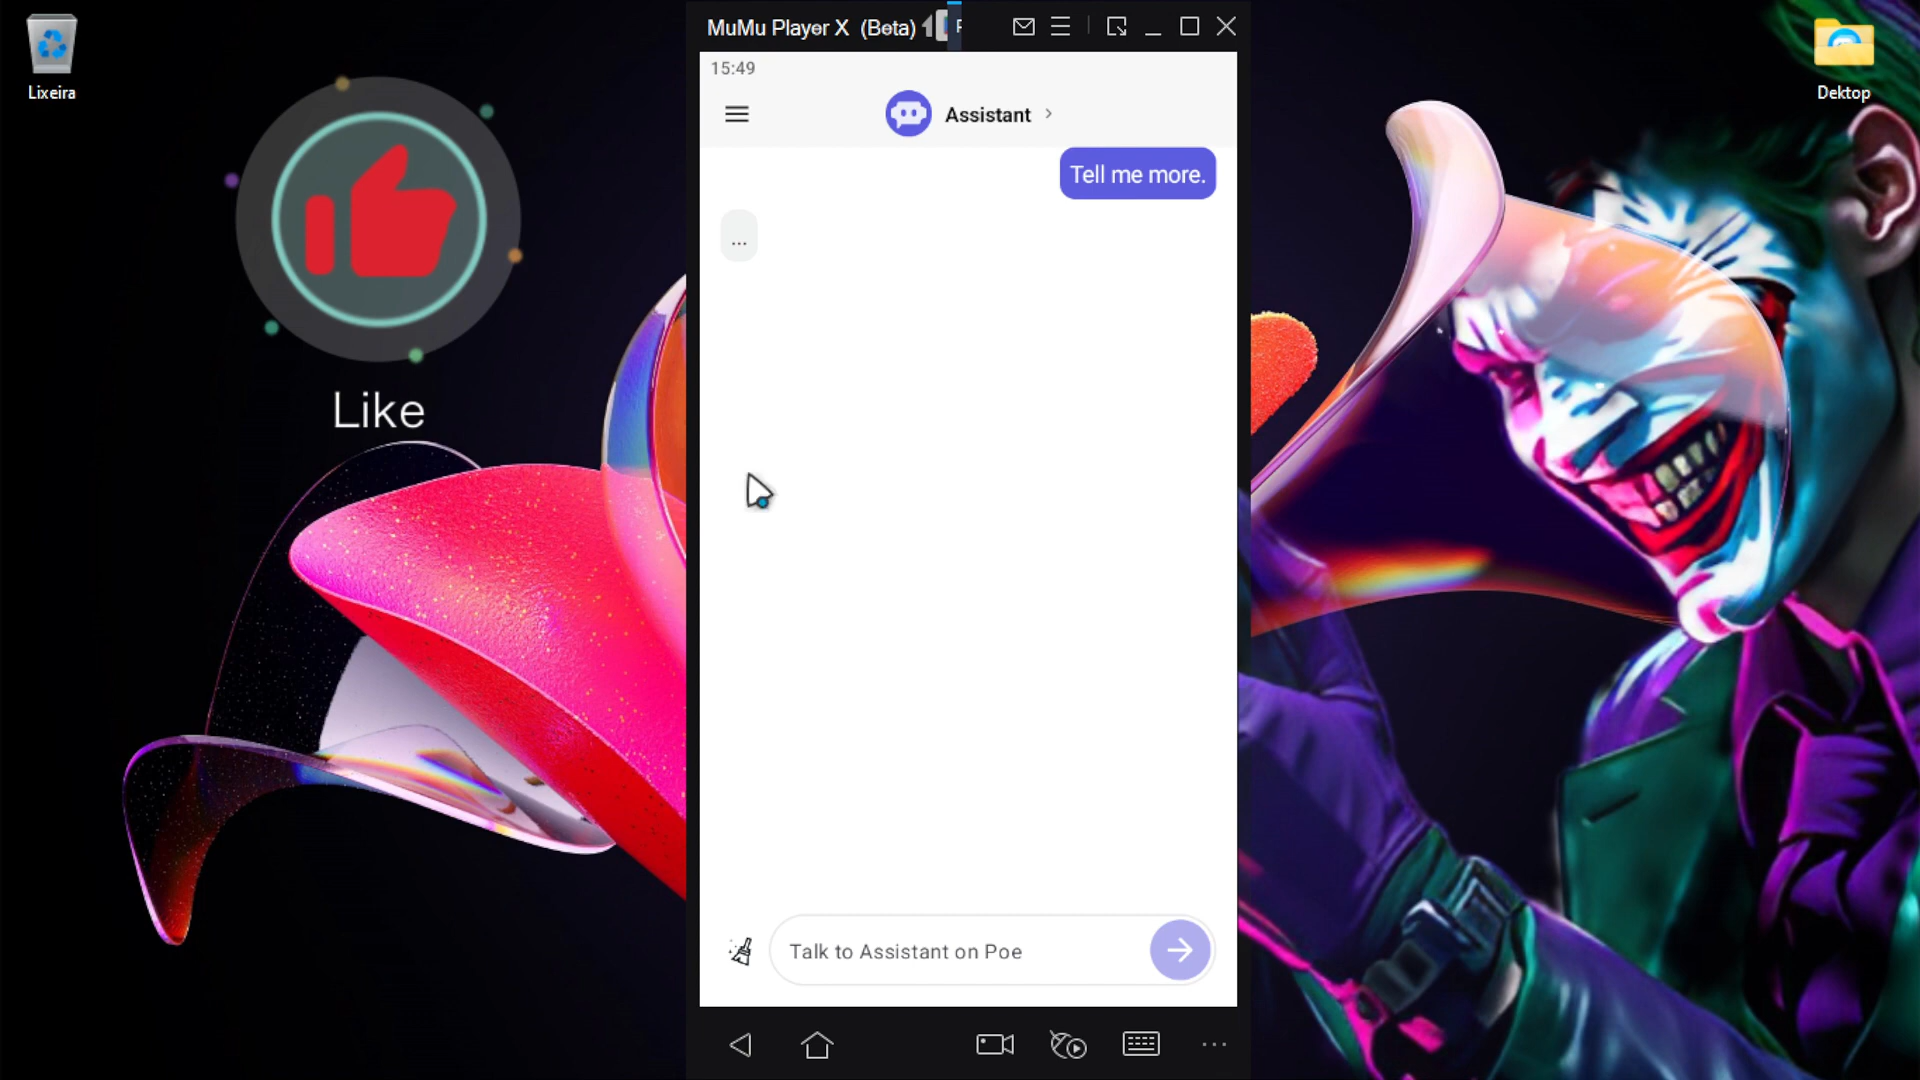 MuMu Player X (Beta)
15:49
Lixeira
Dektop
Assistant
Tell me more.
...
Like
Talk to Assistant on Poe